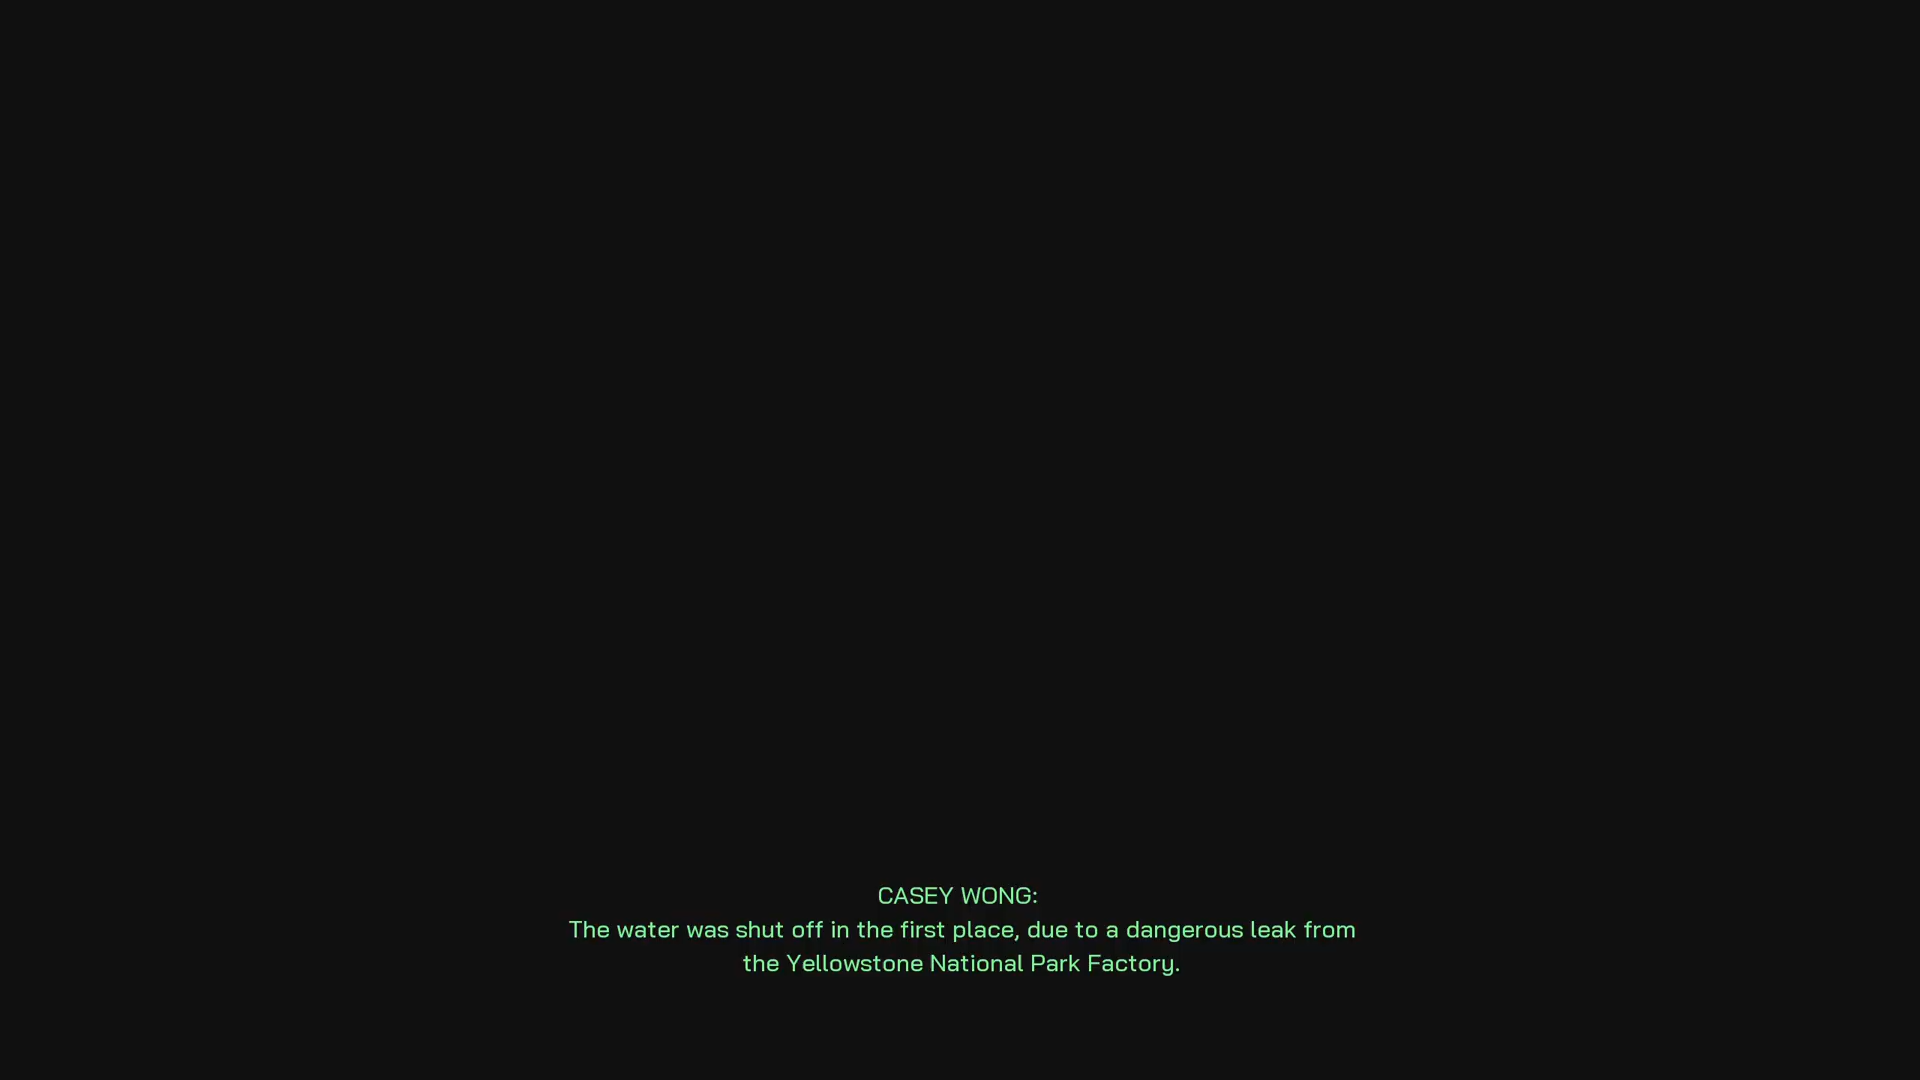 CASEY WONG:
The water was shut off in the first place, due to a dangerous leak from
the Yellowstone National Park Factory.